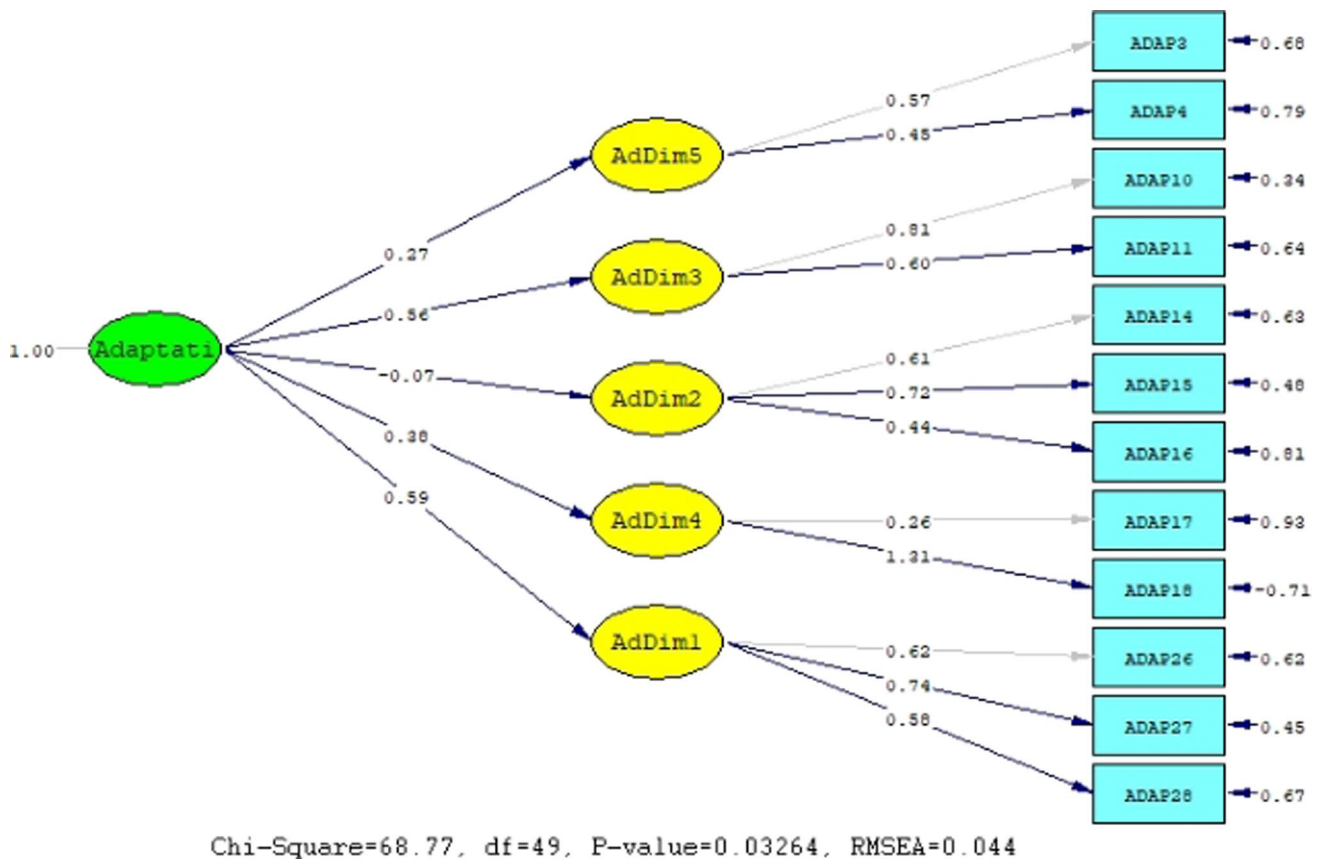 ADAP3
0.68
0.57
ADAP4
0.79
0.45
AdDim5
ADAP10
0.34
0.81
ADAP11
0.64
0.27
0.60
AdDim3
ADAP14
0.63
0.56
1.00
Adaptati
0.61
-0.07
ADAP15
0.48
0.72
AdDim2
0.44
0.38
ADAP16
0.81
0.59
AdDim4
0.26
ADAP17
0.93
1.31
ADAP18
-0.71
AdDim1
0.62
ADAP26
0.62
0.74
0.58
ADAP27
0.45
ADAP28
0.67
Chi-Square=68.77, df=49, P-value=0.03264, RMSEA=0.044